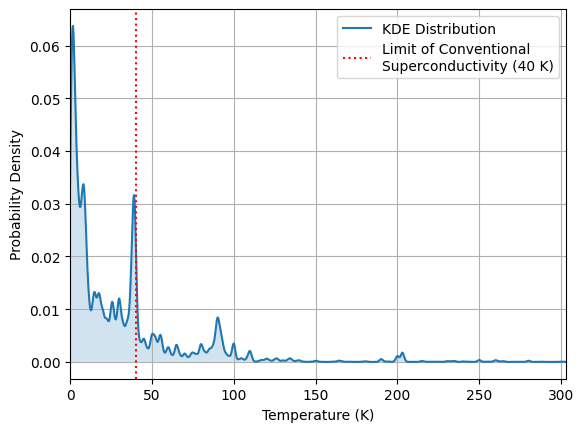 KDE Distribution
Limit of Conventional
Superconductivity (40 K)
Probability Density
0.06
0.05
0.04
0.03
0.02
0.01
0.00
0
50
100
150
200
250
300
Temperature (K)